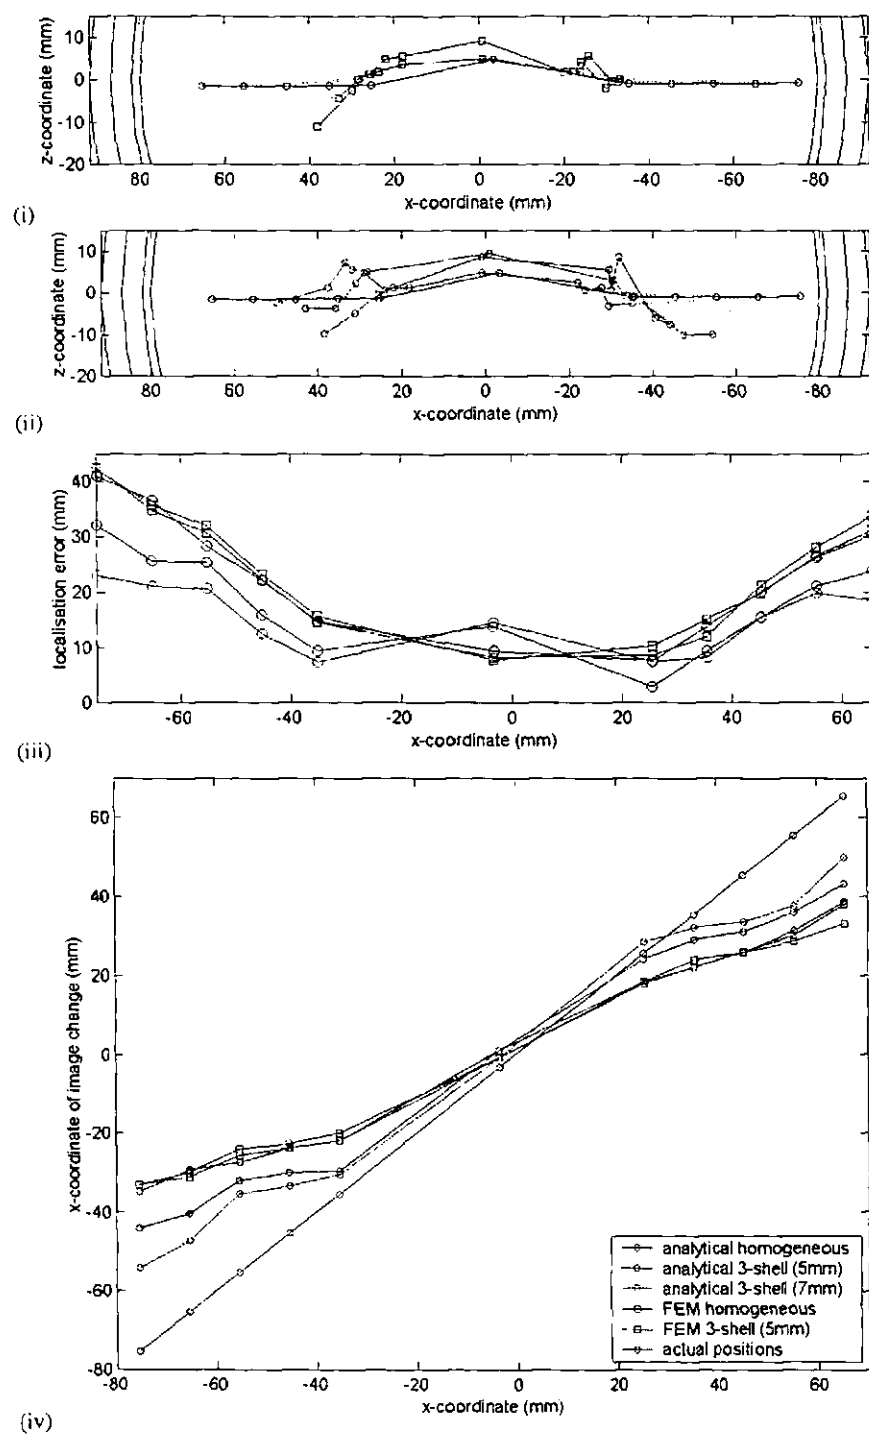 z-coordinate (mm)
10
0
-10
-20
80 60 40 20 0 -20 -40 -60 -80
x-coordinate (mm)
(i)
z-coordinate (mm)
10
0
-10
-20
80 60 40 20 0 -20 -40 -60 -80
x-coordinate (mm)
(ii)
localisation error (mm)
40
30
20
10
0
-60 -40 -20 0 20 40 60
x-coordinate (mm)
(iii)
x-coordinate of image change (mm)
60
40
20
0
-20
-40
-60
-80
analytical homogeneous
analytical 3-shell (5mm)
analytical 3-shell (7mm)
FEM homogeneous
FEM 3-shell (5mm)
actual positions
-80 -60 -40 -20 0 20 40 60
x-coordinate (mm)
(iv)